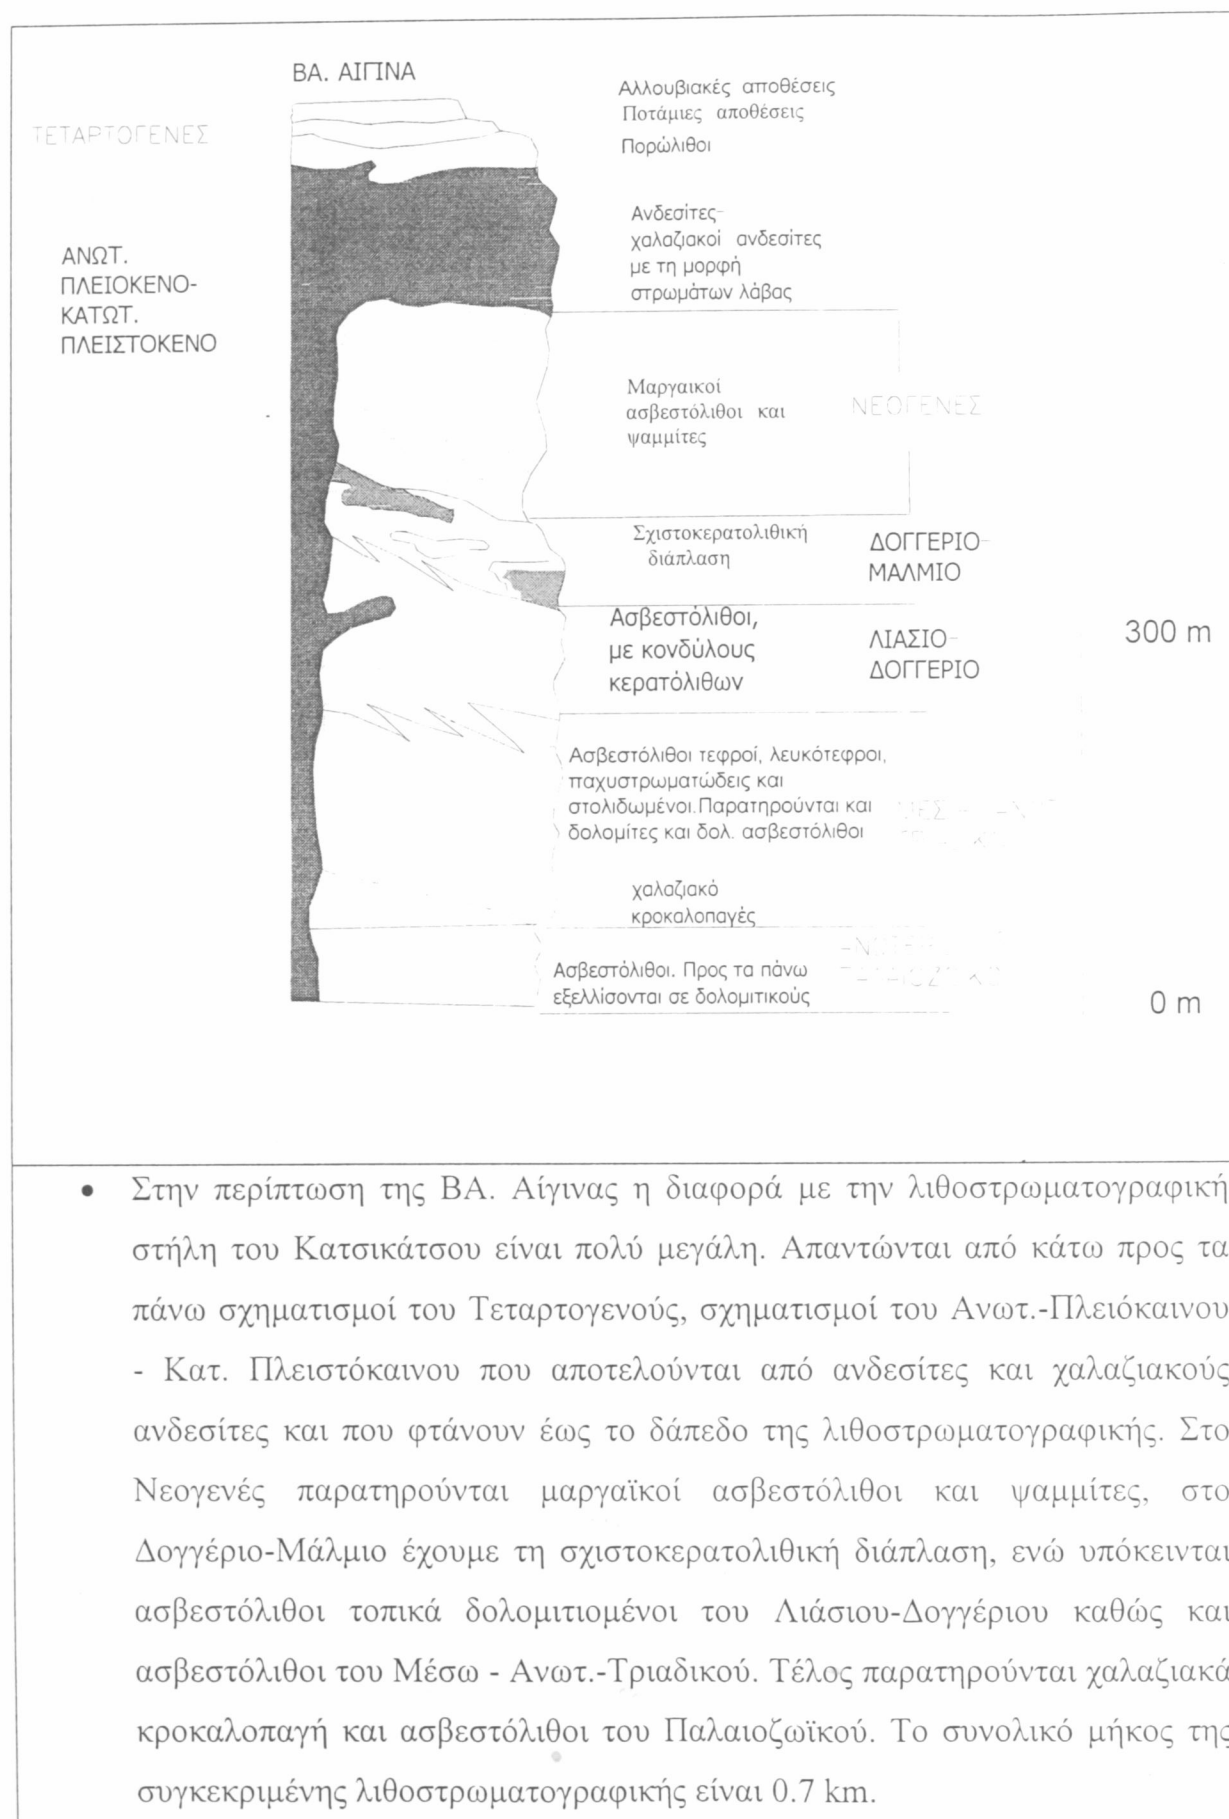 ΒΑ. ΑΙΓΙΝΑ
Αλλουβιακές αποθέσεις
Ποτάμιες αποθέσεις
ΤΕΤΑΡΤΟΓΕΝΕΣ
Πορώλιθοι
Ανδεσίτες-
χαλαζιακοί ανδεσίτες
με τη μορφή
στρωμάτων λάβας
ΑΝΩΤ.
ΠΛΕΙΟΚΕΝΟ-
ΚΑΤΩΤ.
ΠΛΕΙΣΤΟΚΕΝΟ
Μαργαικοί
ασβεστόλιθοι και
ψαμμίτες
ΝΕΟΓΕΝΕΣ
Σχιστοκερατολιθική
διάπλαση
ΔΟΓΓΕΡΙΟ-
ΜΑΛΜΙΟ
Ασβεστόλιθοι,
με κονδύλους
κερατόλιθων
ΛΙΑΣΙΟ-
ΔΟΓΓΕΡΙΟ
300 m
Ασβεστόλιθοι τεφροί, λευκότεφροι,
παχυστρωματώδεις και
στολιδωμένοι.Παρατηρούνται και
δολομίτες και δολ. ασβεστόλιθοι
χαλαζιακό
κροκαλοπαγές
Ασβεστόλιθοι. Προς τα πάνω
εξελλίσονται σε δολομιτικούς
0 m
• Στην περίπτωση της ΒΑ. Αίγινας η διαφορά με την λιθοστρωματογραφική
στήλη του Κατσικάτσου είναι πολύ μεγάλη. Απαντώνται από κάτω προς τα
πάνω σχηματισμοί του Τεταρτογενούς, σχηματισμοί του Ανωτ.-Πλειόκαινου
- Κατ. Πλειστόκαινου που αποτελούνται από ανδεσίτες και χαλαζιακούς
ανδεσίτες και που φτάνουν έως το δάπεδο της λιθοστρωματογραφικής. Στο
Νεογενές παρατηρούνται μαργαϊκοί ασβεστόλιθοι και ψαμμίτες, στο
Δογγέριο-Μάλμιο έχουμε τη σχιστοκερατολιθική διάπλαση, ενώ υπόκεινται
ασβεστόλιθοι τοπικά δολομιτιομένοι του Λιάσιου-Δογγέριου καθώς και
ασβεστόλιθοι του Μέσω - Ανωτ.-Τριαδικού. Τέλος παρατηρούνται χαλαζιακά
κροκαλοπαγή και ασβεστόλιθοι του Παλαιοζωϊκού. Το συνολικό μήκος της
συγκεκριμένης λιθοστρωματογραφικής είναι 0.7 km.